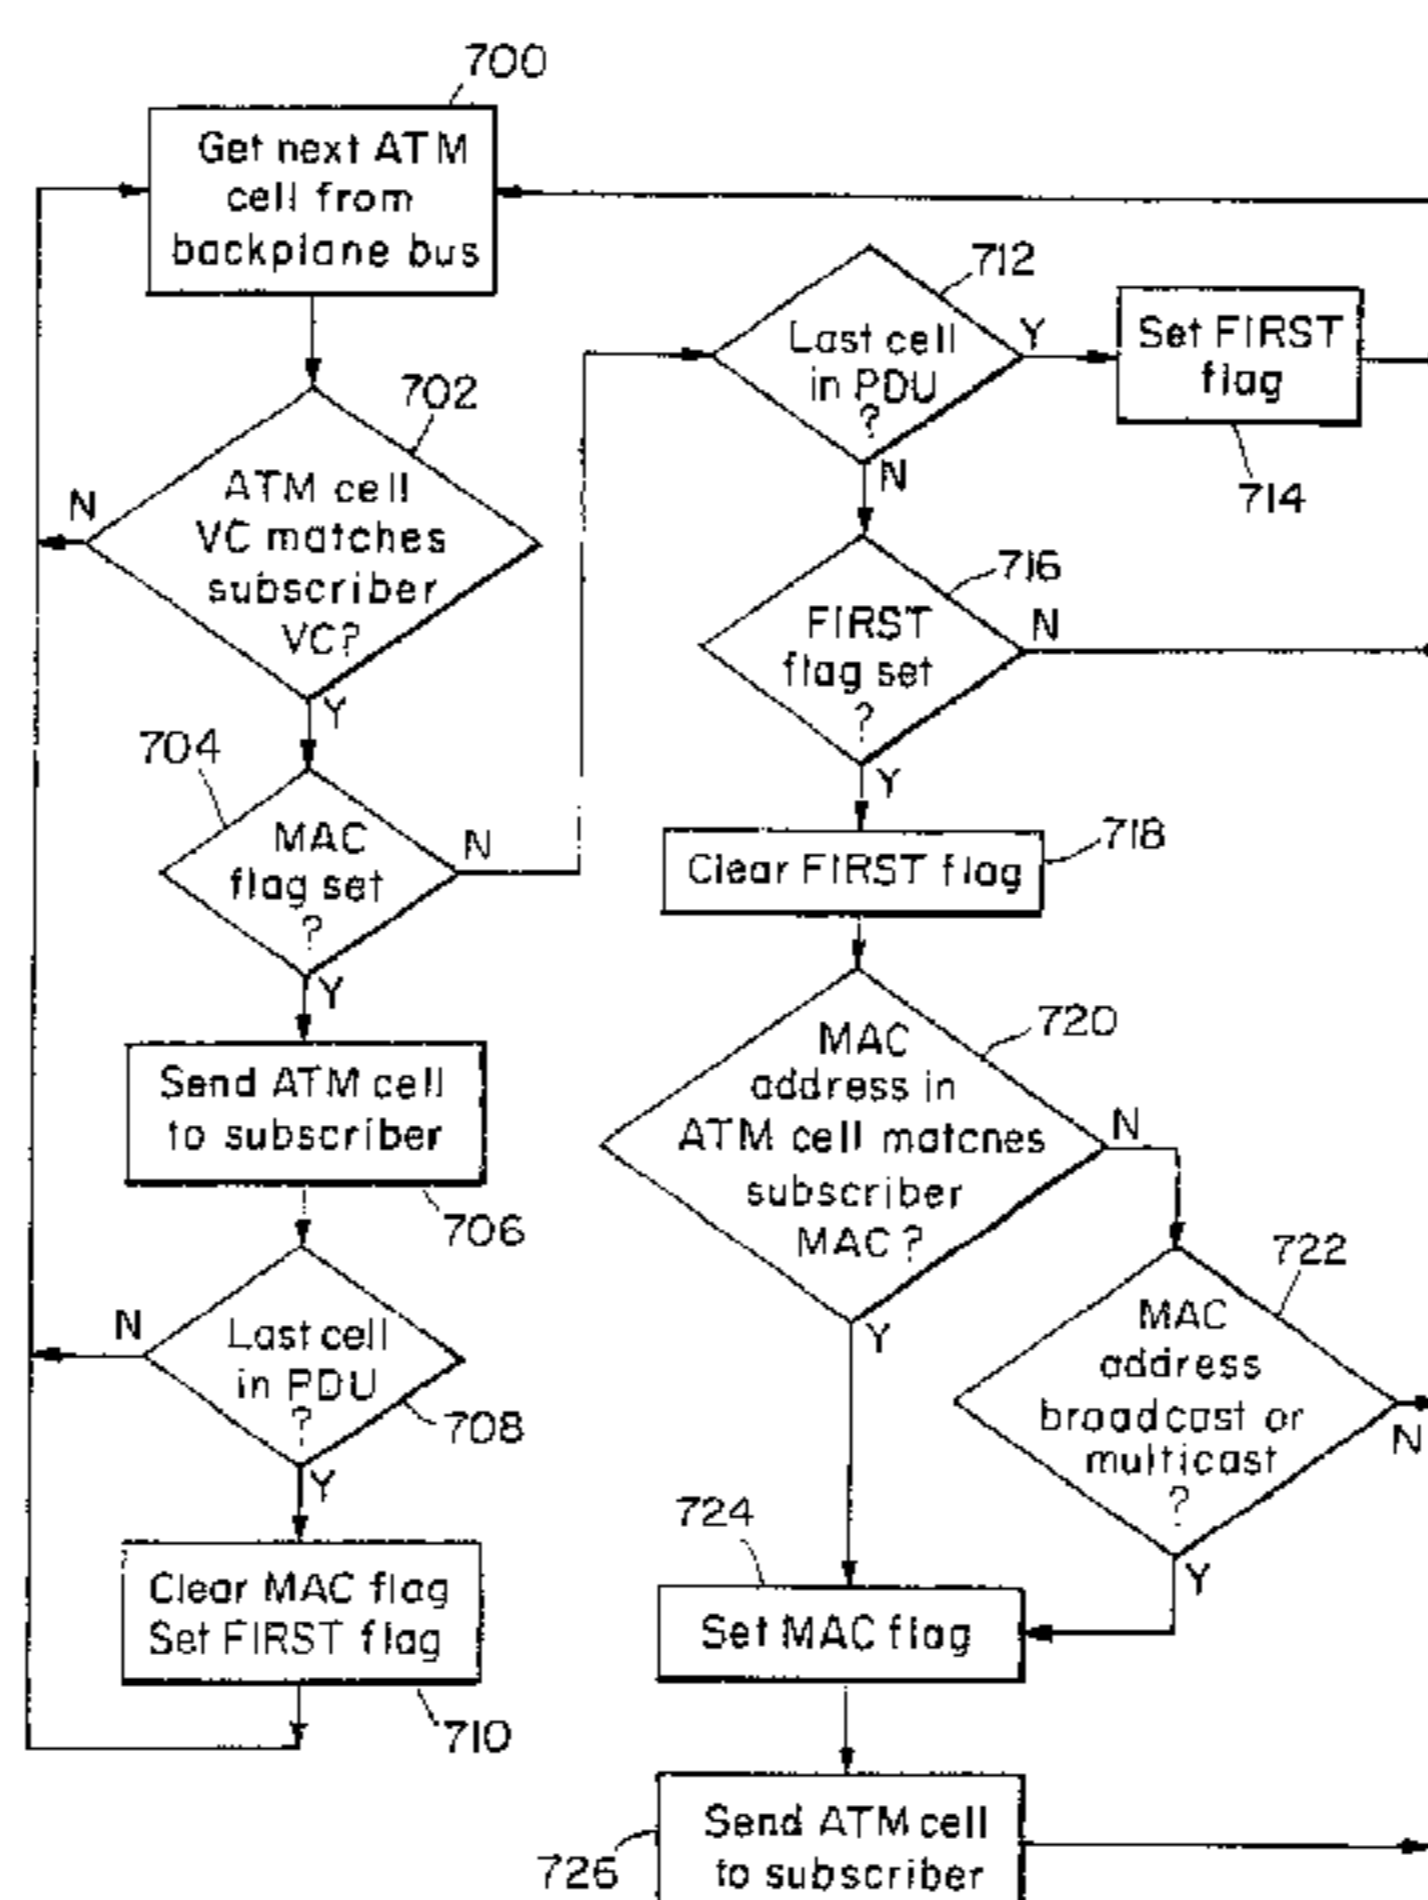 700
Get next ATM
cell from
backplane bus
702
ATM cell
VC matches
subscriber
VC?
N
Y
704
MAC
flag set
?
N
Y
Send ATM cell
to subscriber
706
Last cell
in PDU
?
N
708
Y
Clear MAC flag
Set FIRST flag
710
712
Last cell
in PDU
?
Y
N
Set FIRST
flag
714
716
FIRST
flag set
?
N
Y
718
Clear FIRST flag
720
MAC
address in
ATM cell matcnes
subscriber
MAC?
N
Y
722
MAC
address
broadcast or
multicast
?
N
Y
724
Set MAC flag
726
Send ATM cell
to subscriber